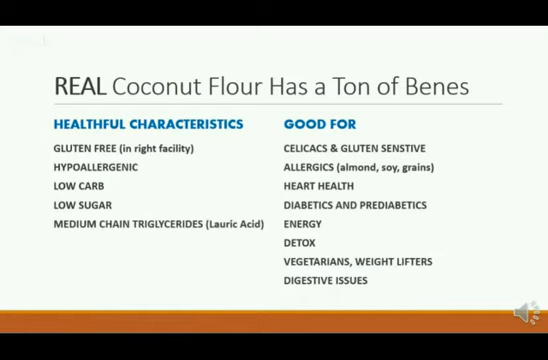 REAL Coconut Flour Has a Ton of Benes
HEALTHFUL CHARACTERISTICS
GLUTEN FREE (in right facility)
HYPOALLERGENIC
LOW CARB
LOW SUGAR
MEDIUM CHAIN TRIGLYCERIDES (Lauric Acid)
GOOD FOR
CELICACS & GLUTEN SENSTIVE
ALLERGICS (almond, soy, grains)
HEART HEALTH
DIABETICS AND PREDIABETICS
ENERGY
DETOX
VEGETARIANS, WEIGHT LIFTERS
DIGESTIVE ISSUES